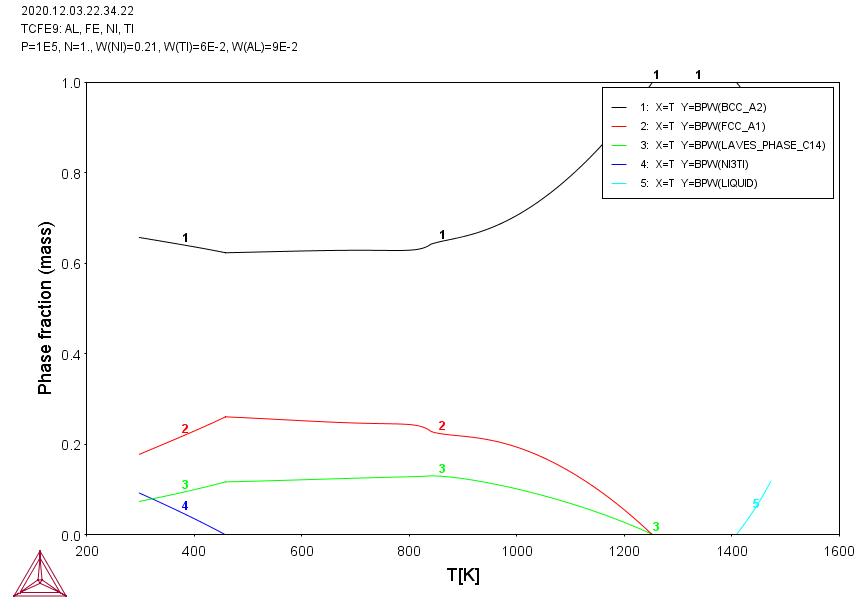 2020.12.03.22.34.22
TCFE9: AL, FE, NI, TI
P=1E5, N=1., W(NI)=0.21, W(TI)=6E-2, W(AL)=9E-2
1 1
1.0
1: X=T Y=BPW(BCC_A2)
2: X=T Y=BPW(FCC_A1)
3: X=T Y=BPW(LAVES_PHASE_C14)
4: X=T Y=BPW(NI3TI)
5: X=T Y=BPW(LIQUID)
0.8
1 1
0.6
Phase fraction (mass)
0.4
2 2
0.2
3 3
4 5
3
0.0
200 400 600 800 1000 1200 1400 1600
T[K]